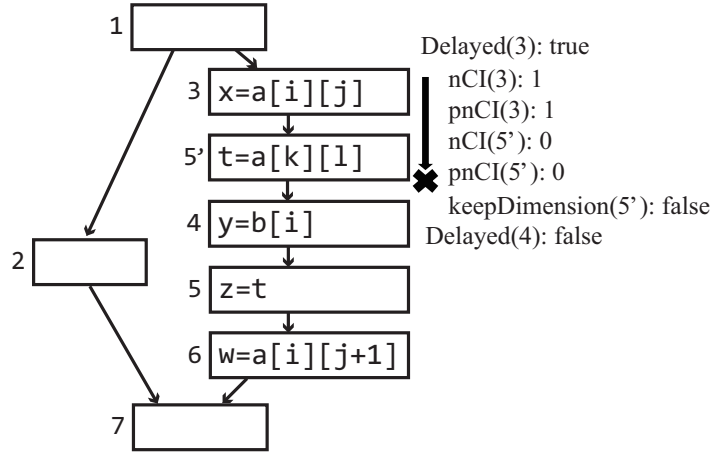 1
3 x=a[i][j]
5’ t=a[k][l]
4 y=b[i]
2
5 z=t
6 w=a[i][j+1]
7
Delayed(3): true
nCI(3): 1
pnCI(3): 1
nCI(5’): 0
pnCI(5’): 0
keepDimension(5’): false
Delayed(4): false